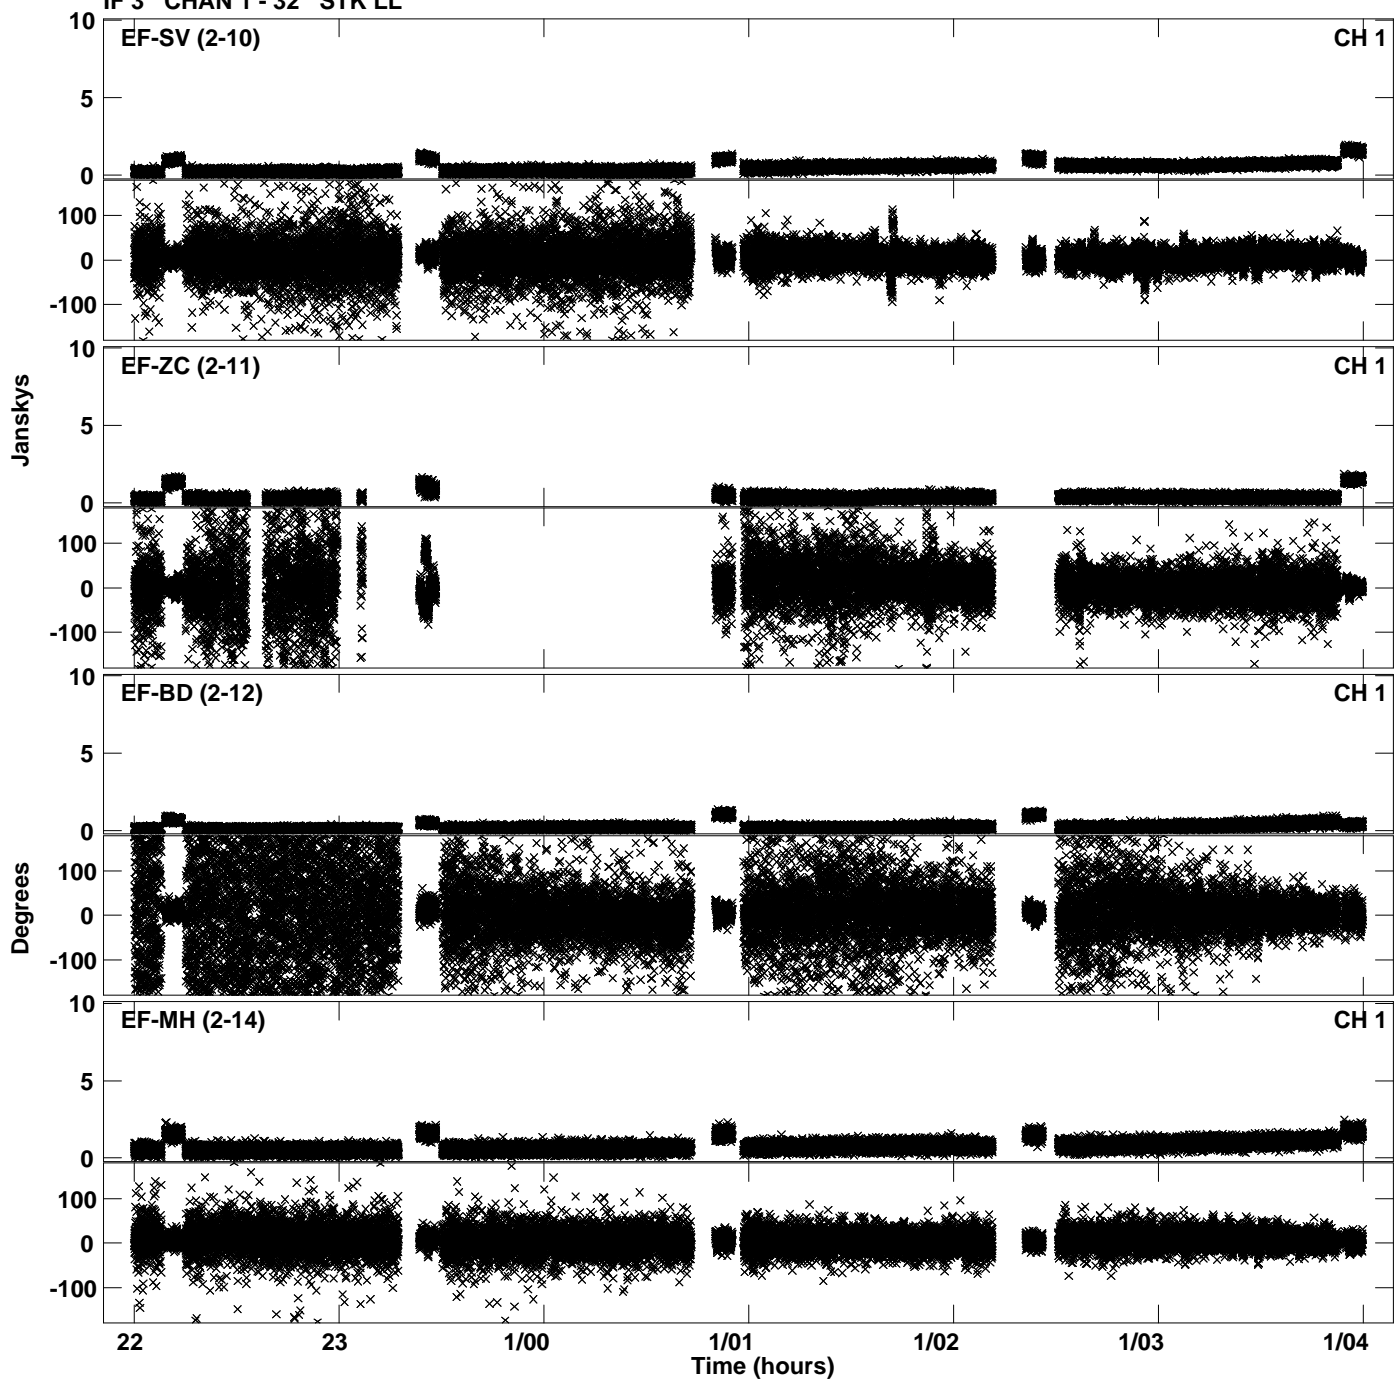 IF 3 CHAN 1 - 32 STK LL
10
EF-SV (2-10) CH 1
5
0
100
0
-100
10
EF-ZC (2-11) CH 1
5
0
100
0
-100
Janskys
10
EF-BD (2-12) CH 1
5
0
100
0
-100
Degrees
10
EF-MH (2-14) CH 1
5
0
100
0
-100
22 23 1/00 1/01 1/02 1/03 1/04
Time (hours)